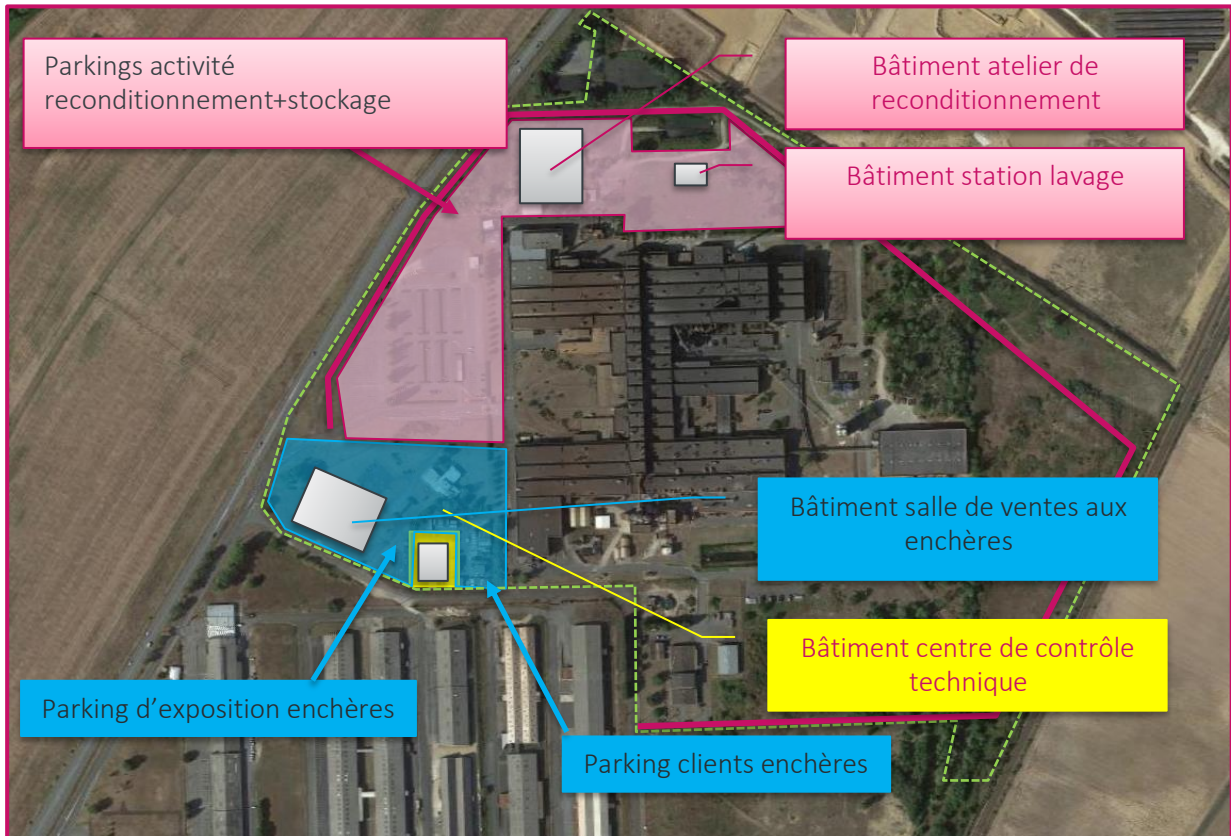 Parkings activité
reconditionnement+stockage
Bâtiment atelier de
reconditionnement
Bâtiment station lavage
Bâtiment salle de ventes aux
enchères
Bâtiment centre de contrôle
technique
Parking d’exposition enchères
Parking clients enchères